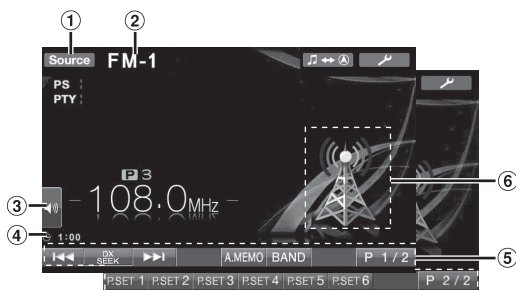 ① ②
Source FM-1
PS
PTY
P 3
③ 108.0MHz ⑥
④ 1:00
DX SEEK A.MEMO BAND P 1/2 ⑤
P.SET 1 P.SET 2 P.SET 3 P.SET 4 P.SET 5 P.SET 6 P 2/2